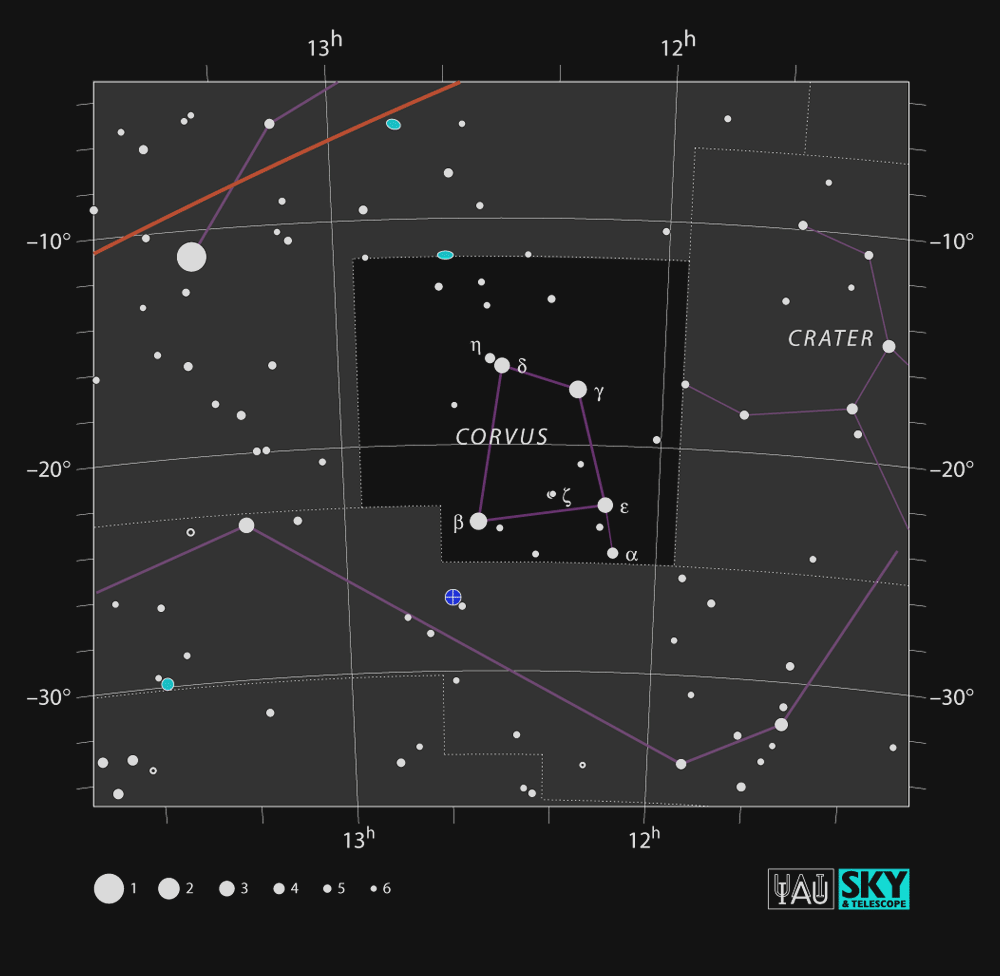 13h 12h
–10° –10°
CRATER
η δ γ
CORVUS
–20° –20°
ζ ε
β
α
–30° –30°
13h 12h
1 2 3 4 5 6
IAU SKY
& TELESCOPE